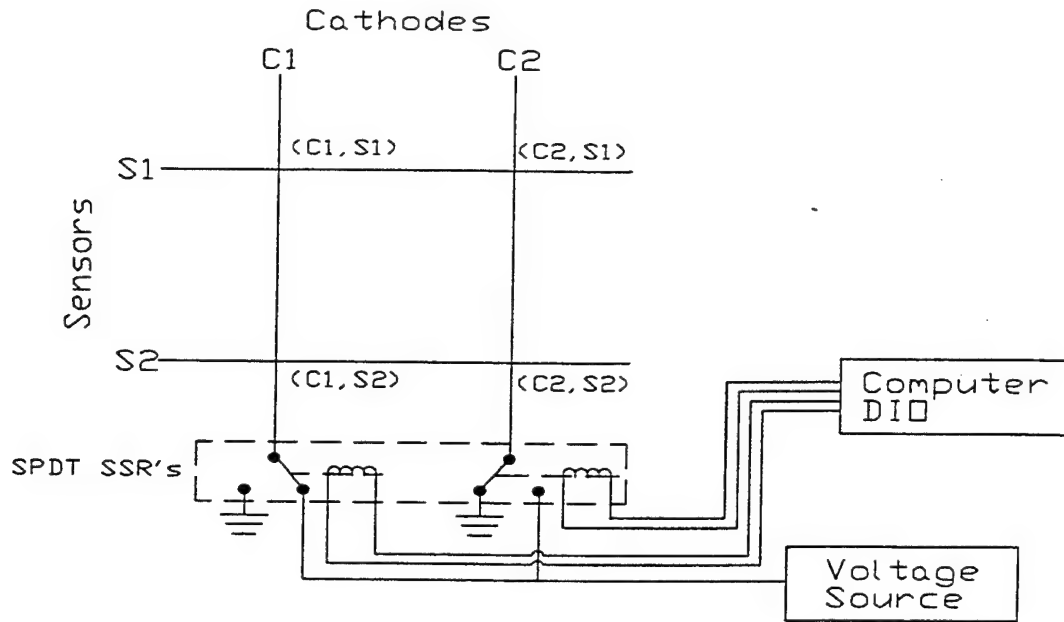 Cathodes
C1
C2
(C1,S1)
(C2,S1)
S1
Sensors
S2
(C1,S2)
(C2,S2)
Computer
DIO
SPDT SSR's
Voltage
Source